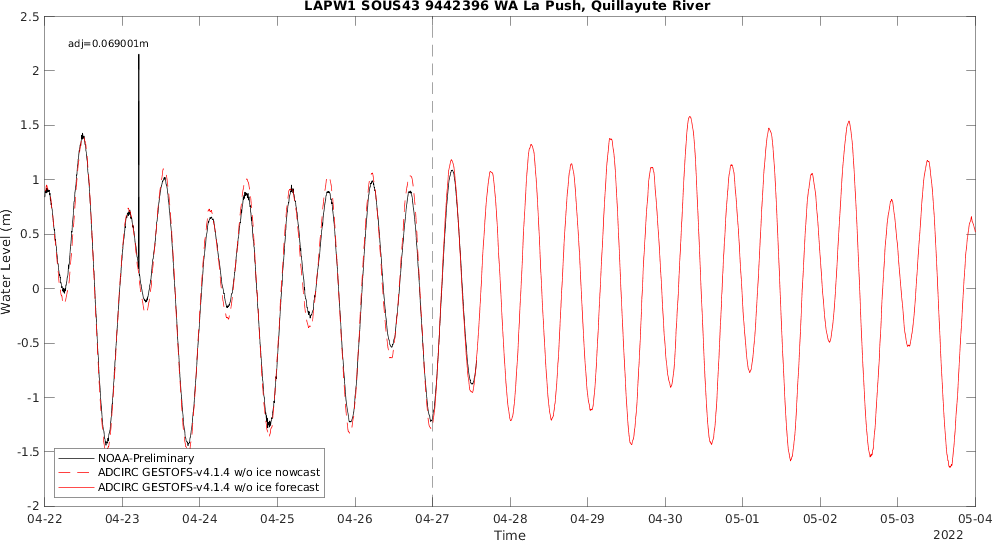 LAPW1 SOUS43 9442396 WA La Push, Quillayute River
adj=0.069001m
2.5
2
1.5
1
0.5
0
-0.5
-1
-1.5
-2
Water Level (m)
NOAA-Preliminary
ADCIRC GESTOFS-v4.1.4 w/o ice nowcast
ADCIRC GESTOFS-v4.1.4 w/o ice forecast
04-22 04-23 04-24 04-25 04-26 04-27 04-28 04-29 04-30 05-01 05-02 05-03 05-04
Time
2022